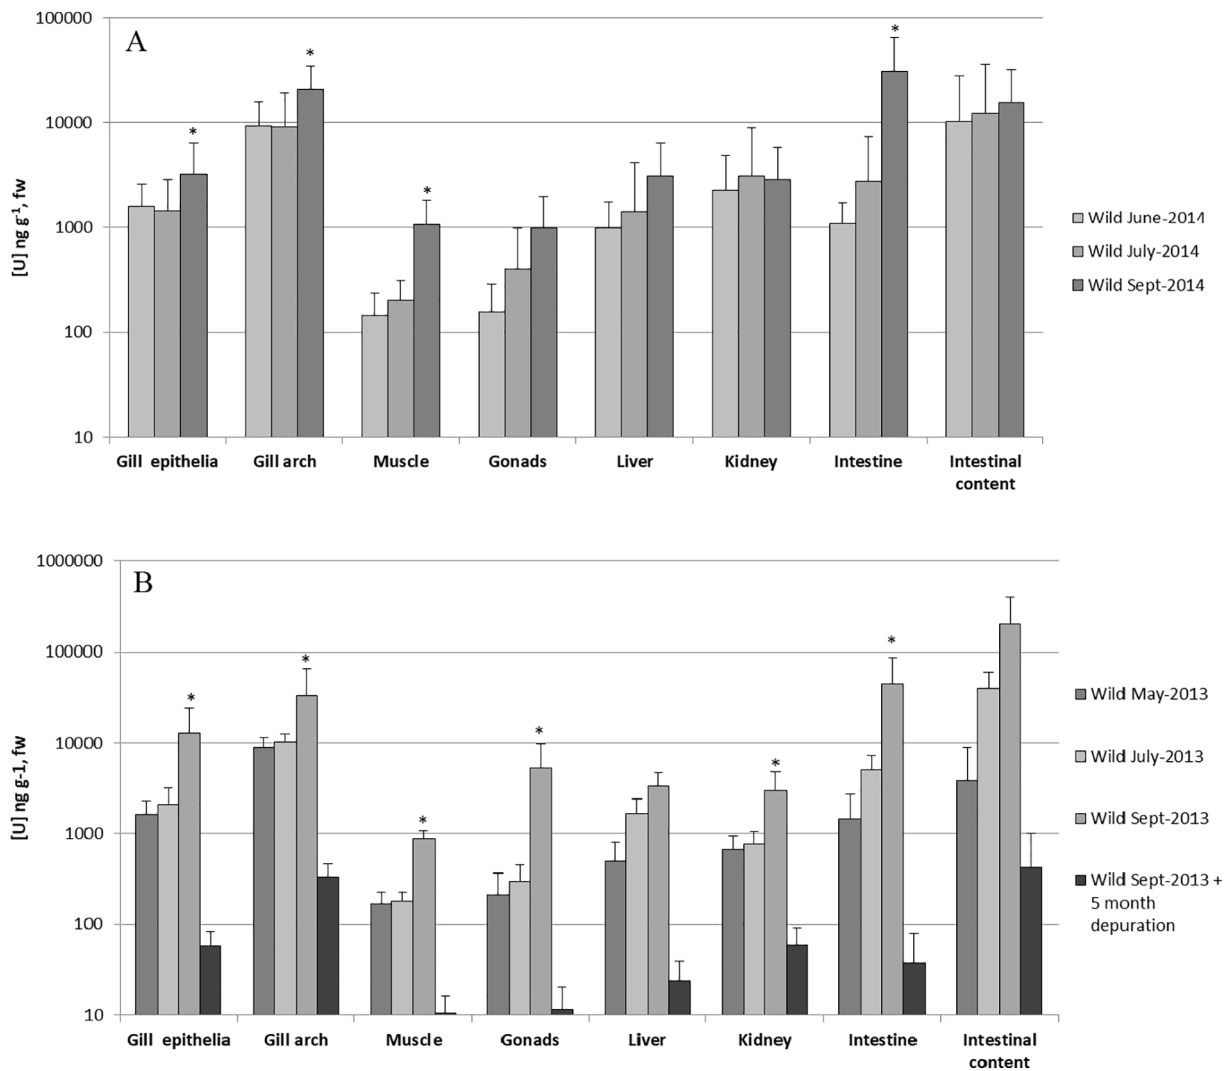 A
100000
10000
1000
100
10
[U] ng g-1, fw
* * * *
Gill epithelia Gill arch Muscle Gonads Liver Kidney Intestine Intestinal content
Wild June-2014
Wild July-2014
Wild Sept-2014
B
1000000
100000
10000
1000
100
10
[U] ng g-1, fw
* * * * * *
Gill epithelia Gill arch Muscle Gonads Liver Kidney Intestine Intestinal content
Wild May-2013
Wild July-2013
Wild Sept-2013
Wild Sept-2013 +
5 month
depuration